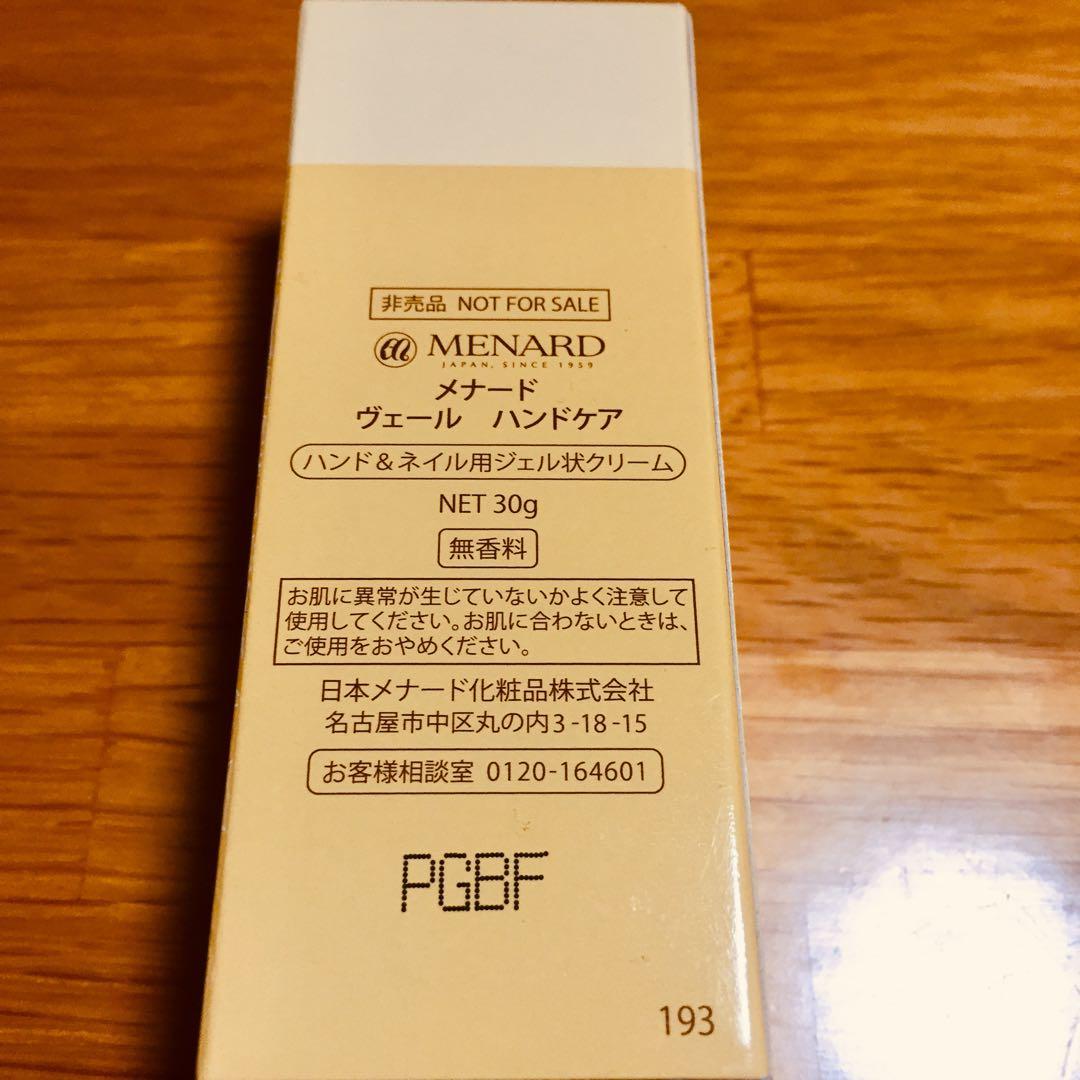 非売品 NOT FOR SALE
MENARD
JAPAN, SINCE 1959
メナード
ヴェール ハンドケア
ハンド&ネイル用ジェル状クリーム
NET 30g
無香料
お肌に異常が生じていないかよく注意して
使用してください。お肌に合わないときは、
ご使用をおやめください。
日本メナード化粧品株式会社
名古屋市中区丸の内3-18-15
お客様相談室 0120-164601
PGBF
193